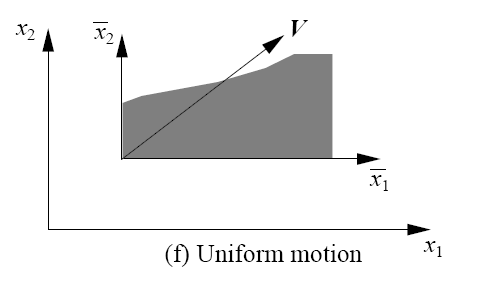 x₂
x̅₂
V
x̅₁
x₁
(f) Uniform motion